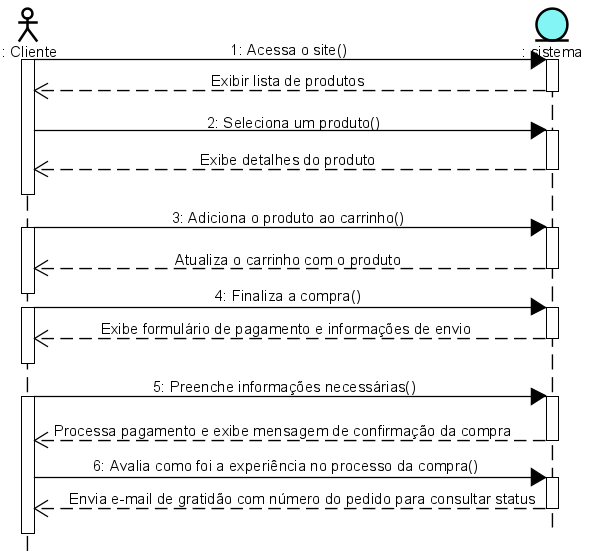 : Cliente
: sistema
1: Acessa o site()
Exibir lista de produtos
2: Seleciona um produto()
Exibe detalhes do produto
3: Adiciona o produto ao carrinho()
Atualiza o carrinho com o produto
4: Finaliza a compra()
Exibe formulário de pagamento e informações de envio
5: Preenche informações necessárias()
Processa pagamento e exibe mensagem de confirmação da compra
6: Avalia como foi a experiência no processo da compra()
Envia e-mail de gratidão com número do pedido para consultar status